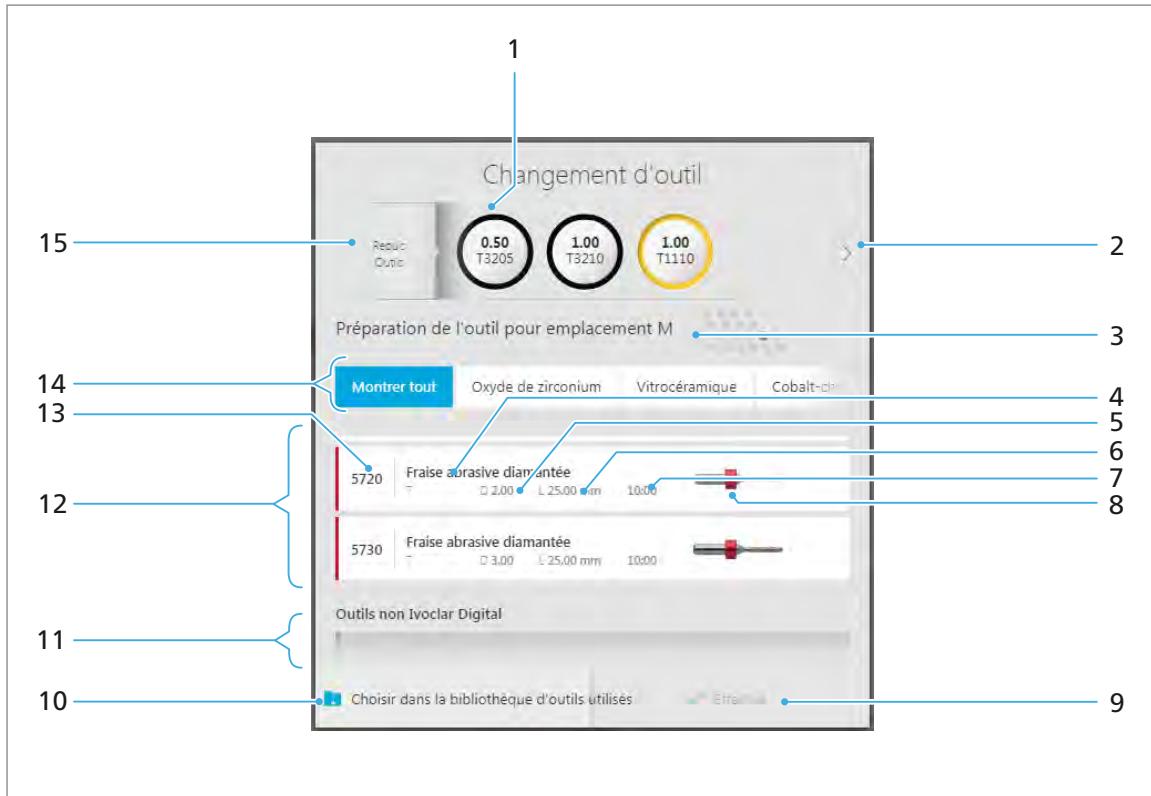 1
Changement d'outil
15
0.50
T3205
1.00
T3210
1.00
T1110
2
Outic
Préparation de l'outil pour emplacement M
3
14
Montrer tout
Oxyde de zirconium
Vitrocéramique
13
4
5
6
7
8
12
5720
Fraise abrasive diamantée
T D 2,00 L 25,00 mm 10:00
5730
Fraise abrasive diamantée
T D 3,00 L 25,00 mm 10:00
11
Outils non Ivoclar Digital
10
Choisir dans la bibliothèque d'outils utilisés
9